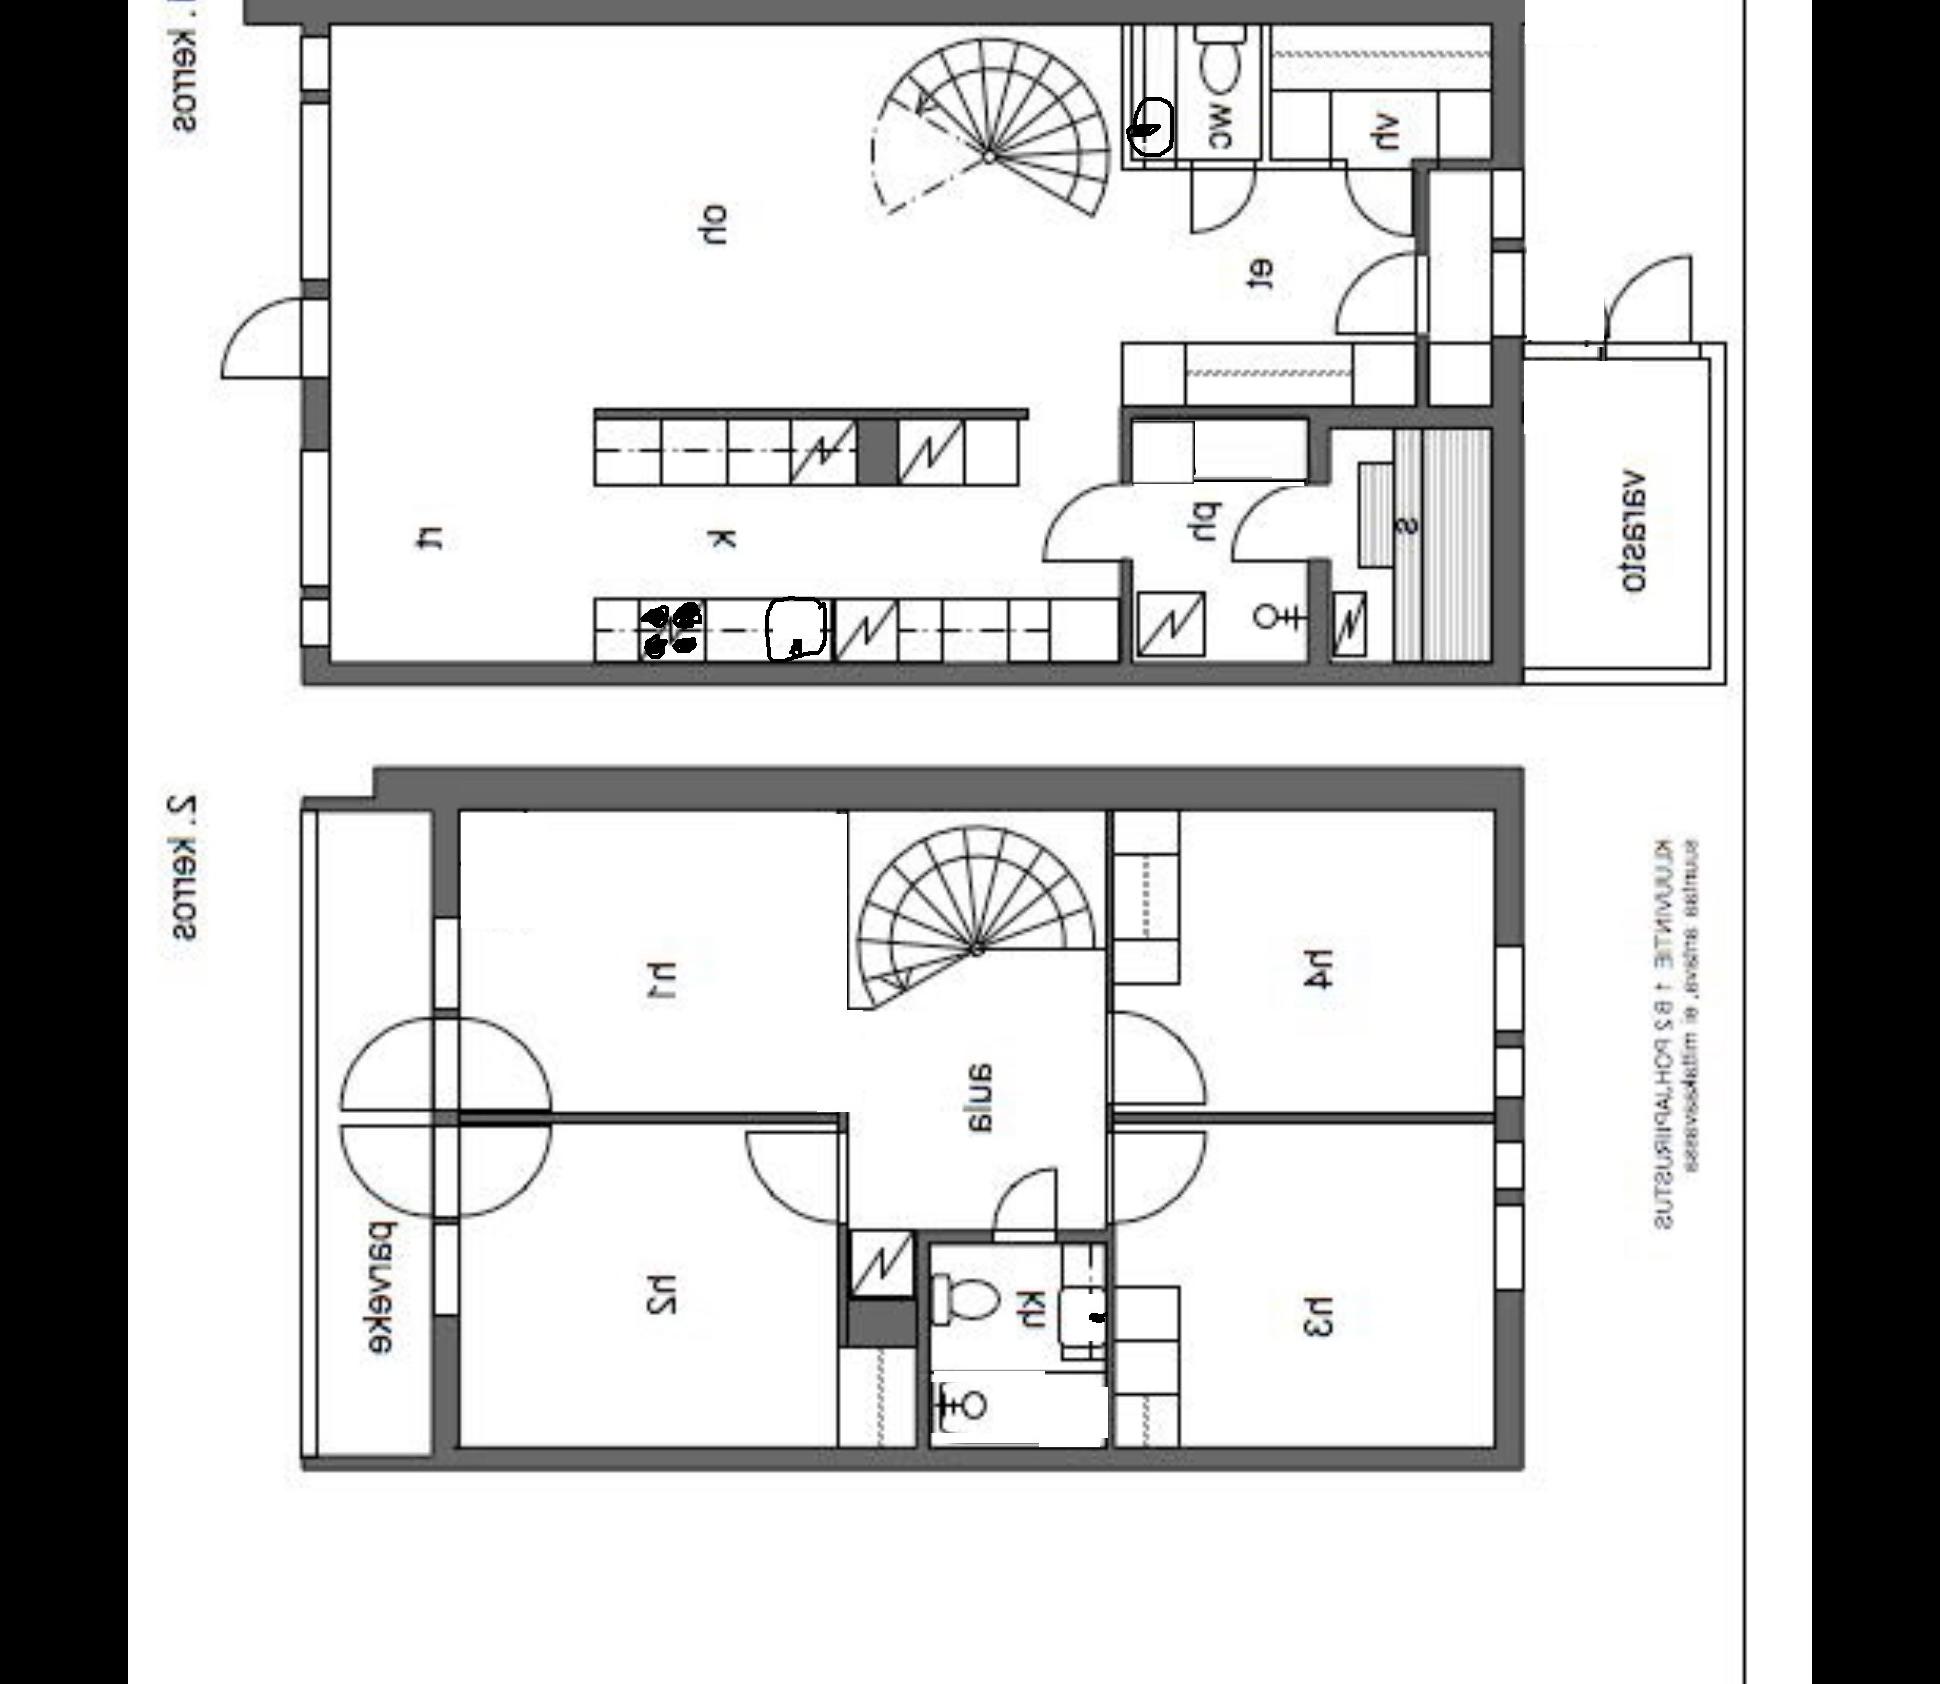 1. kerros
oh
wc
vh
et
rt
k
ph
s
varasto
2. kerros
h1
h4
aula
parveke
h2
kh
h3
KLUUVINTIE 1 B 2 POHJAPIIRUSTUS
suuntaa antava, ei mittakaavassa